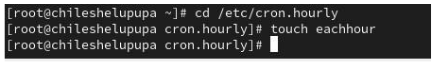 [root@chileshelupupa ~]# cd /etc/cron.hourly
[root@chileshelupupa cron.hourly]# touch eachhour
[root@chileshelupupa cron.hourly]#